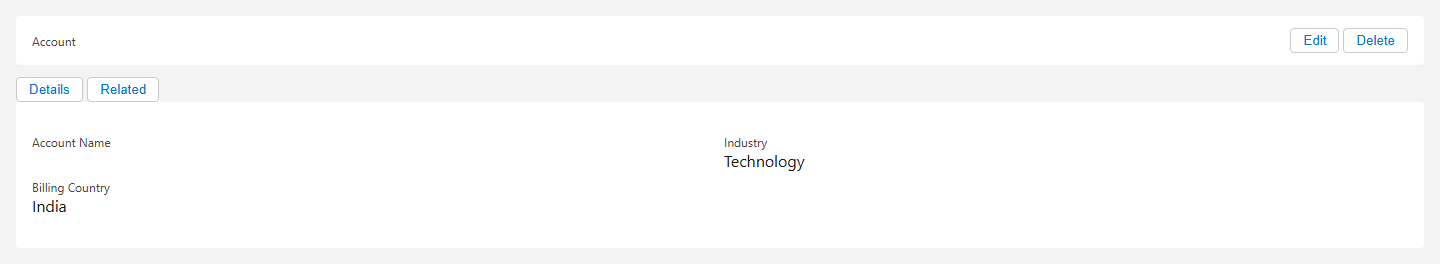 Account
Edit
Delete
Details
Related
Account Name
Industry
Technology
Billing Country
India